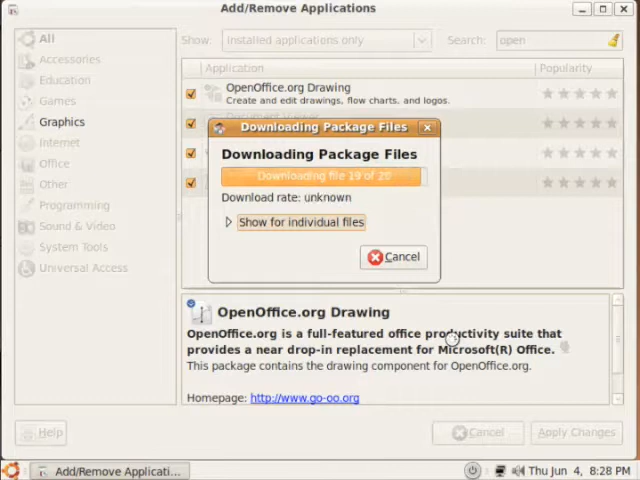 Add/Remove Applications
All
Accessories
Education
Games
Graphics
Internet
Office
Other
Programming
Sound & Video
System Tools
Universal Access
Show: Installed applications only
Search: open
Application Popularity
OpenOffice.org Drawing
Create and edit drawings, flow charts, and logos.
Downloading Package Files
Downloading Package Files
Downloading file 19 of 20
Download rate: unknown
Show for individual files
Cancel
OpenOffice.org Drawing
OpenOffice.org is a full-featured office productivity suite that
provides a near drop-in replacement for Microsoft(R) Office.
This package contains the drawing component for OpenOffice.org.
Homepage: http://www.go-oo.org
Help Cancel Apply Changes
Add/Remove Applicati... Thu Jun 4, 8:28 PM